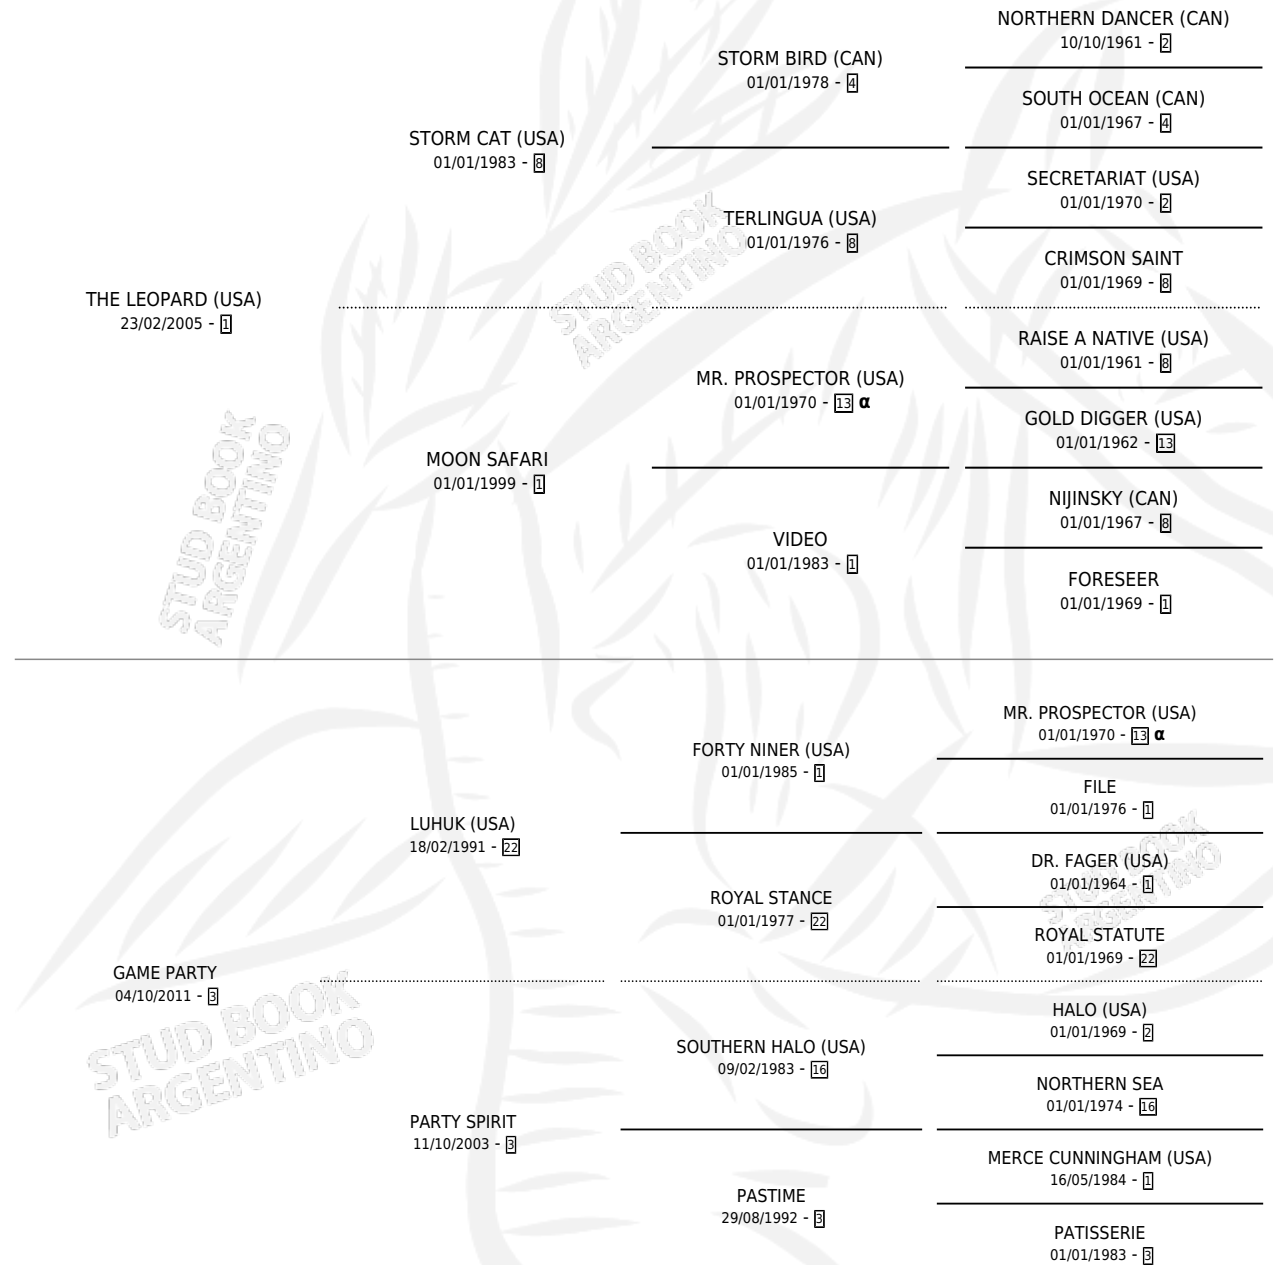 NORTHERN DANCER (CAN)
10/10/1961 - 2
STORM BIRD (CAN)
01/01/1978 - 4
SOUTH OCEAN (CAN)
01/01/1967 - 4
STORM CAT (USA)
01/01/1983 - 8
SECRETARIAT (USA)
01/01/1970 - 2
TERLINGUA (USA)
01/01/1976 - 8
CRIMSON SAINT
01/01/1969 - 8
THE LEOPARD (USA)
23/02/2005 - 1
RAISE A NATIVE (USA)
01/01/1961 - 8
MR. PROSPECTOR (USA)
01/01/1970 - 13 α
GOLD DIGGER (USA)
01/01/1962 - 13
MOON SAFARI
01/01/1999 - 1
NIJINSKY (CAN)
01/01/1967 - 8
VIDEO
01/01/1983 - 1
FORESEER
01/01/1969 - 1
MR. PROSPECTOR (USA)
01/01/1970 - 13 α
FORTY NINER (USA)
01/01/1985 - 1
FILE
01/01/1976 - 1
LUHUK (USA)
18/02/1991 - 22
DR. FAGER (USA)
01/01/1964 - 1
ROYAL STANCE
01/01/1977 - 22
ROYAL STATUTE
01/01/1969 - 22
GAME PARTY
04/10/2011 - 3
HALO (USA)
01/01/1969 - 2
SOUTHERN HALO (USA)
09/02/1983 - 16
NORTHERN SEA
01/01/1974 - 16
PARTY SPIRIT
11/10/2003 - 3
MERCE CUNNINGHAM (USA)
16/05/1984 - 1
PASTIME
29/08/1992 - 3
PATISSERIE
01/01/1983 - 3
STUD BOOK
ARGENTINO
STUD BOOK
ARGENTINO
STUD BOOK
ARGENTINO
STUD BOOK
ARGENTINO